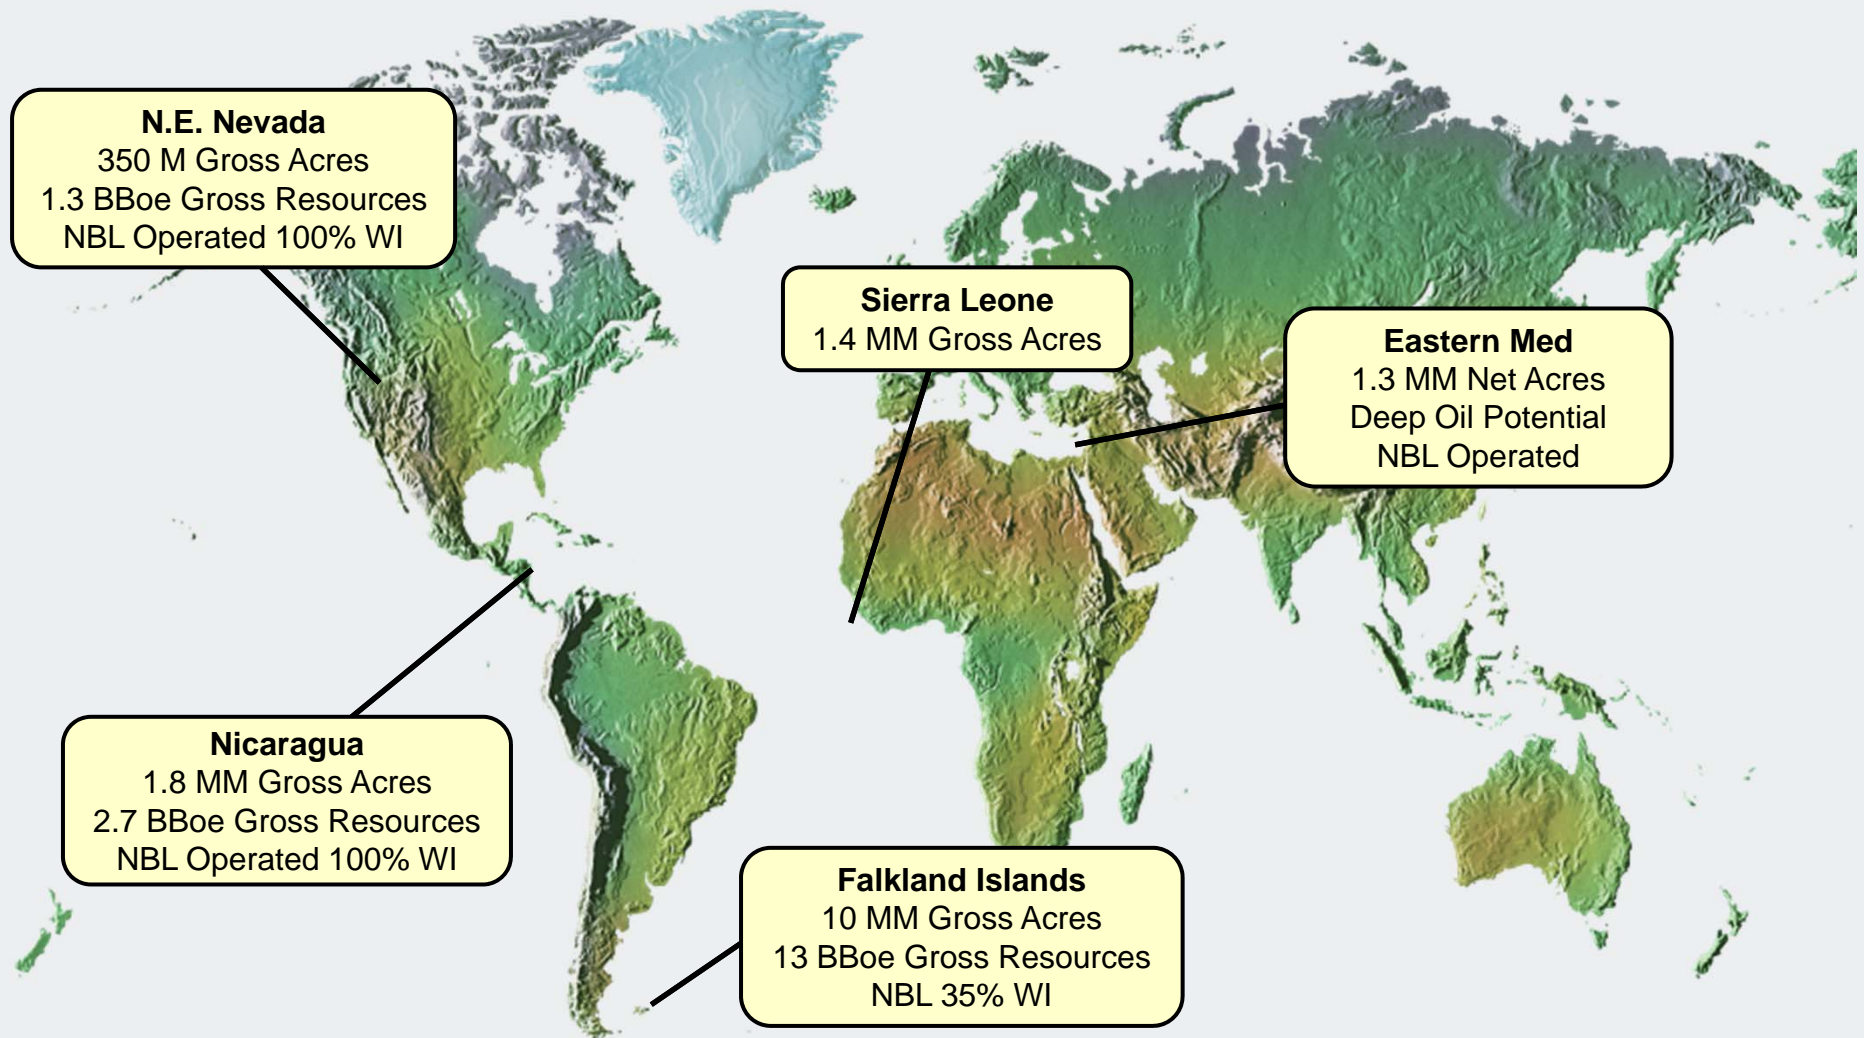 N.E. Nevada
350 M Gross Acres
1.3 BBoe Gross Resources
NBL Operated 100% WI
Sierra Leone
1.4 MM Gross Acres
Eastern Med
1.3 MM Net Acres
Deep Oil Potential
NBL Operated
Nicaragua
1.8 MM Gross Acres
2.7 BBoe Gross Resources
NBL Operated 100% WI
Falkland Islands
10 MM Gross Acres
13 BBoe Gross Resources
NBL 35% WI